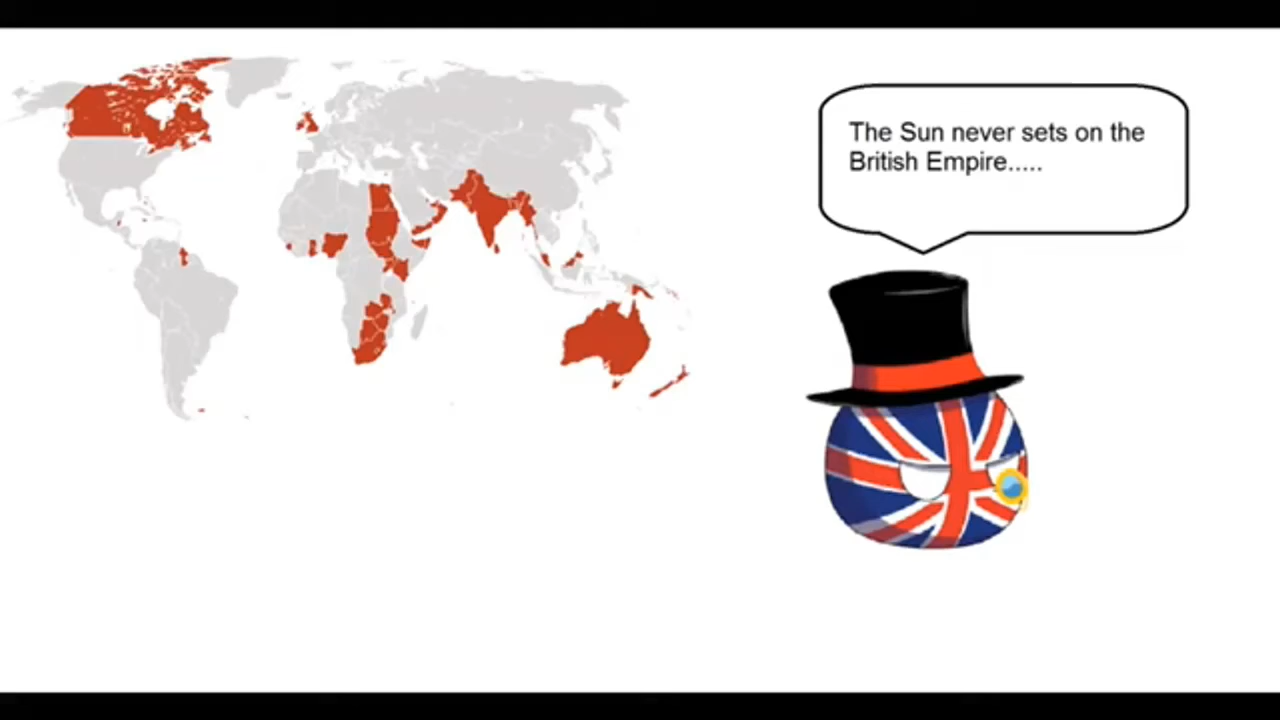 The Sun never sets on the
British Empire.....